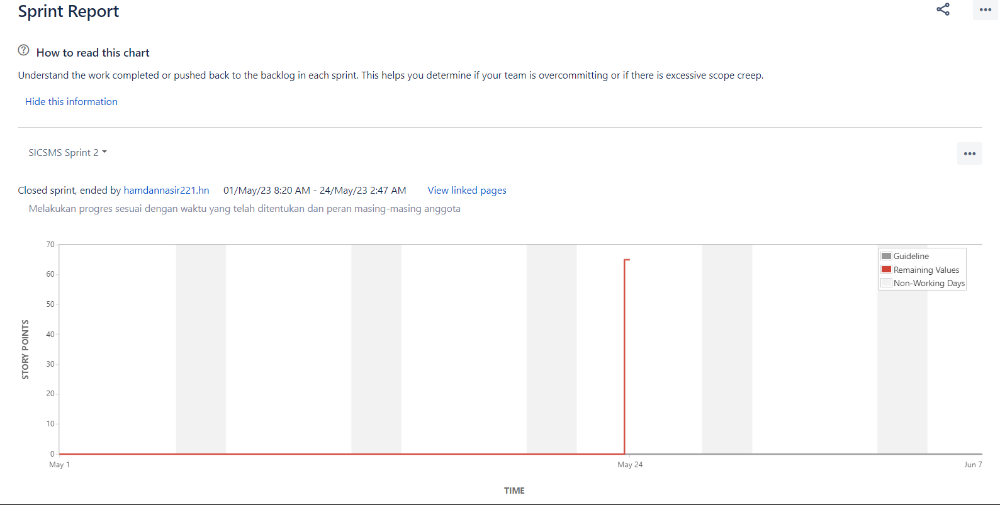 Sprint Report
How to read this chart
Understand the work completed or pushed back to the backlog in each sprint. This helps you determine if your team is overcommitting or if there is excessive scope creep.
Hide this information
SICSMS Sprint 2
Closed sprint, ended by hamdannasir221.hn 01/May/23 8:20 AM - 24/May/23 2:47 AM View linked pages
Melakukan progres sesuai dengan waktu yang telah ditentukan dan peran masing-masing anggota
70
60
50
40
30
20
10
0
STORY POINTS
Guideline
Remaining Values
Non-Working Days
May 1
May 24
Jun 7
TIME